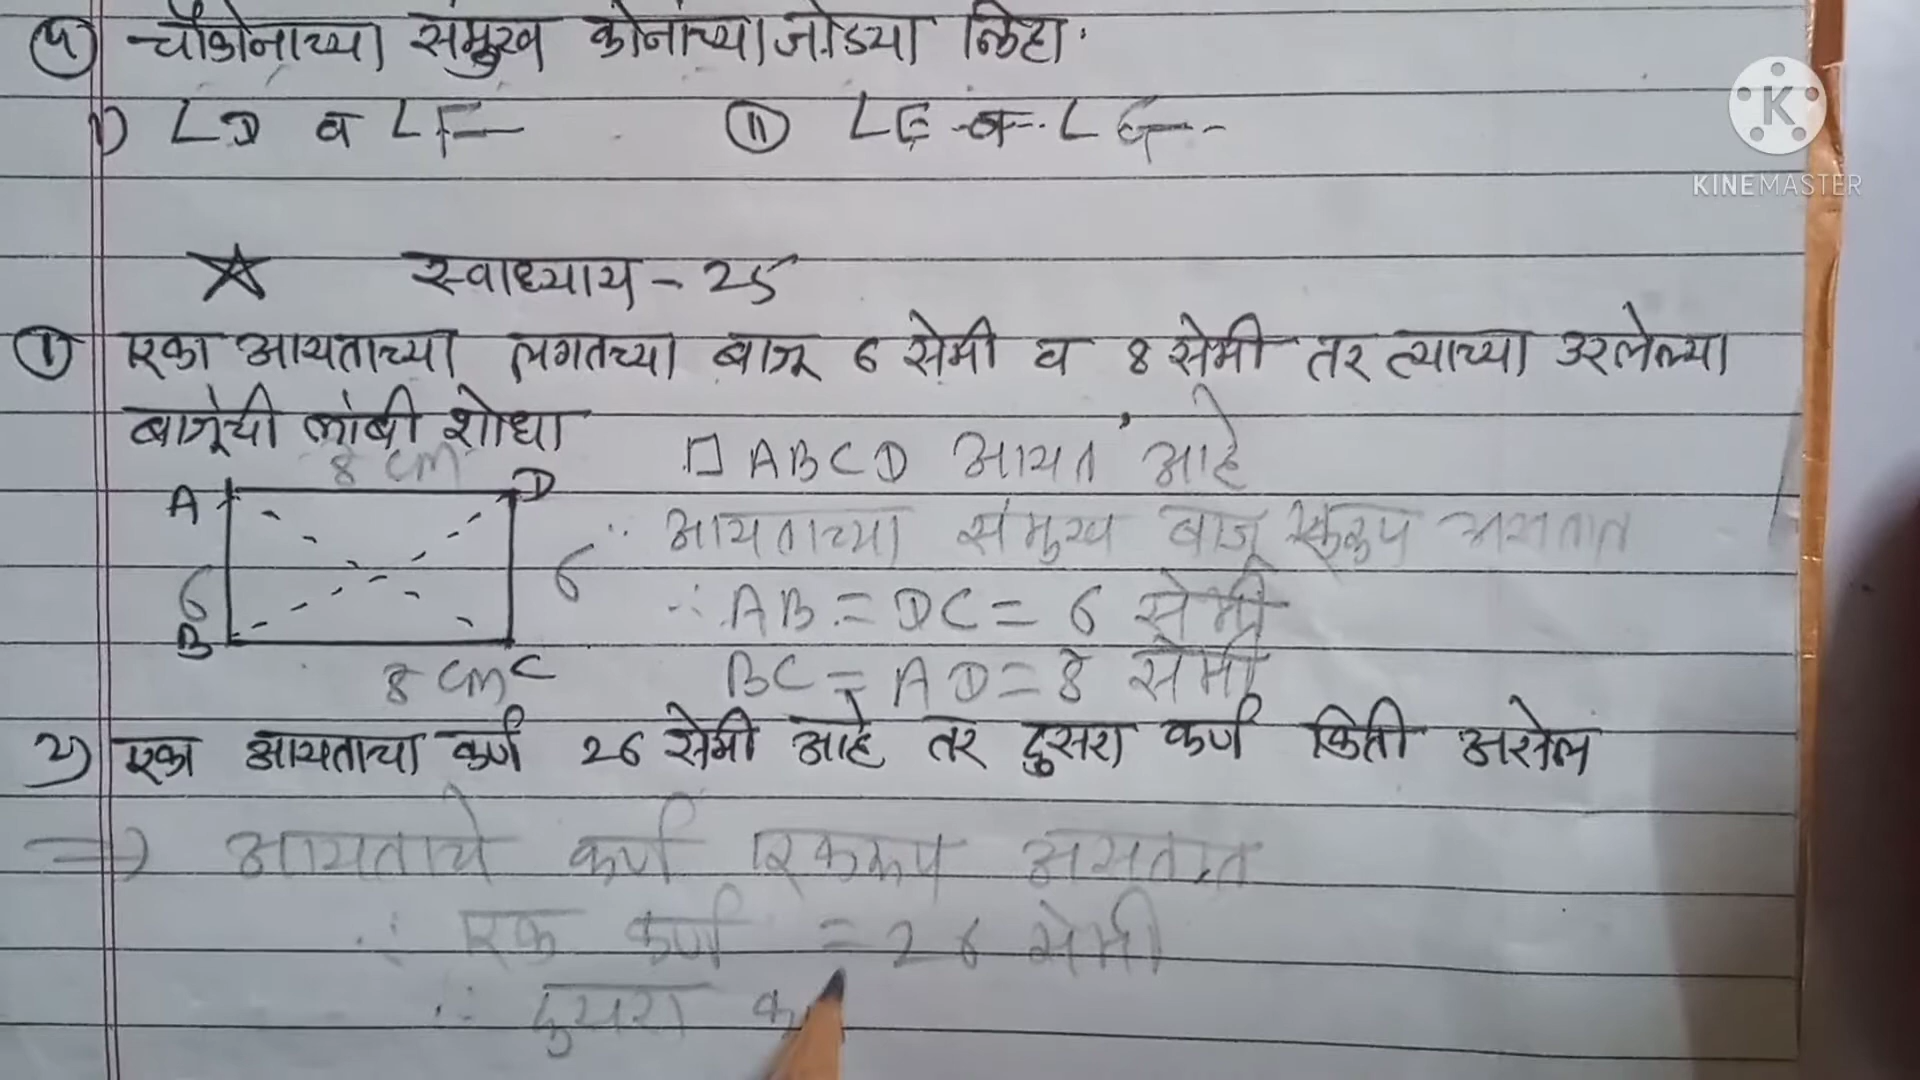 ५) चौकोनाच्या संमुख कोनांच्या जोड्या लिहा.
i) ∠D व ∠F ii) ∠E व ∠G
K
KINEMASTER
☆ स्वाध्याय - 25
1) एका आयताच्या लगतच्या बाजू 6 सेमी व 8 सेमी तर त्याच्या उरलेल्या
बाजूंची लांबी शोधा
8 cm □ABCD आयत आहे
A D
∴ आयताच्या संमुख बाजू एकरूप असतात
6 6 ∴ AB = DC = 6 सेमी
B
8 cm C BC = AD = 8 सेमी
2) एका आयताचा कर्ण 26 सेमी आहे तर दुसरा कर्ण किती असेल
⇒ आयताचे कर्ण एकरूप असतात
∴ एक कर्ण = 26 सेमी
∴ दुसरा क